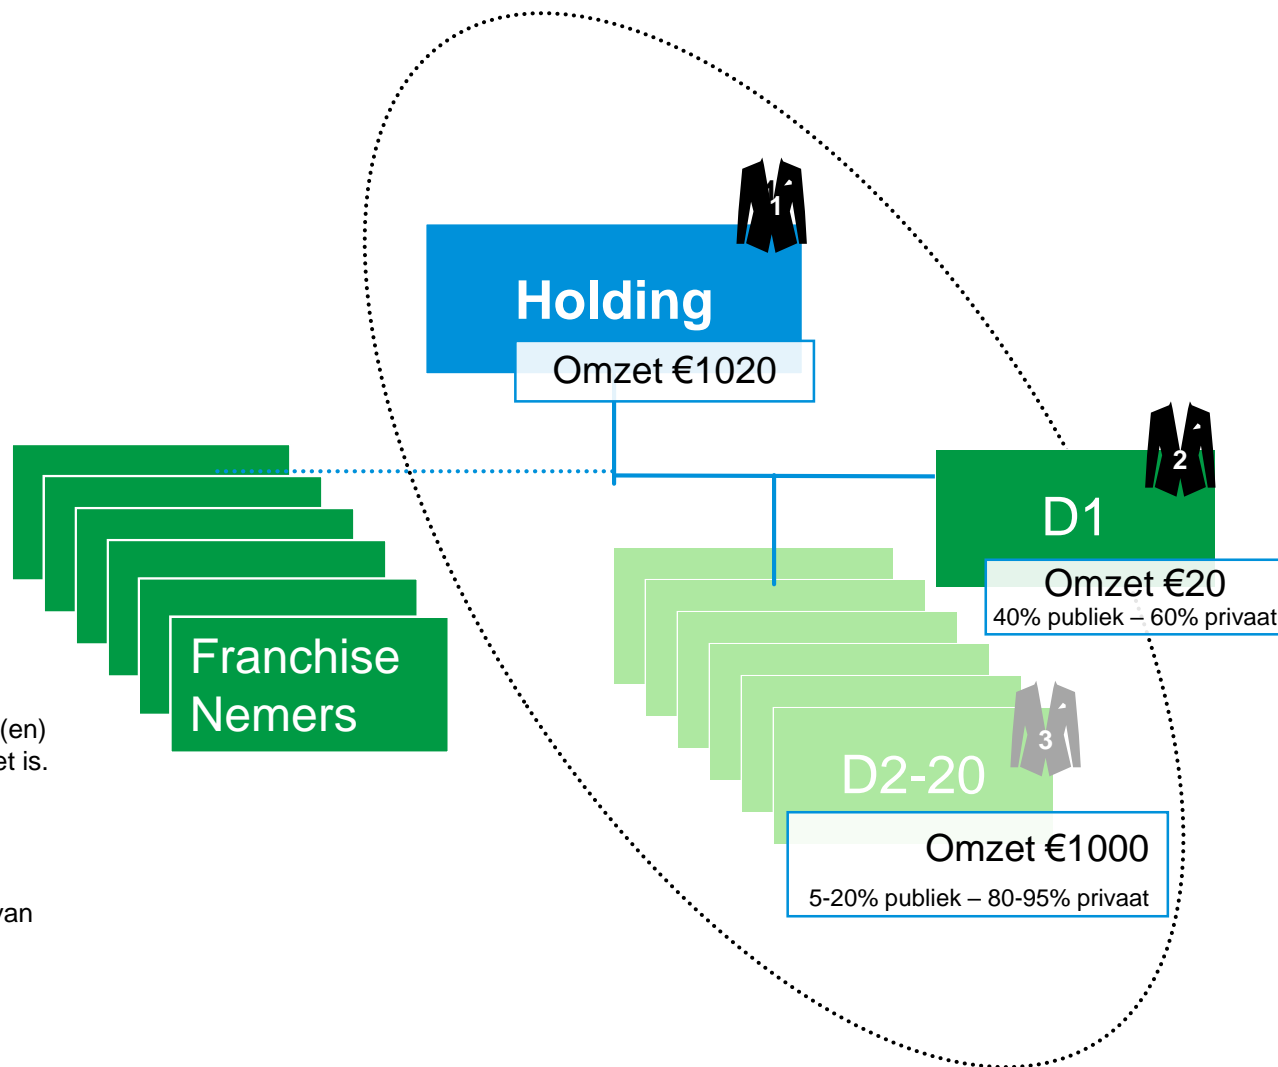 1
Holding
Omzet €1020
2
D1
Omzet €20
40% publiek – 60% privaat
Franchise
Nemers
(en)
et is.
van
3
D2-20
Omzet €1000
5-20% publiek – 80-95% privaat